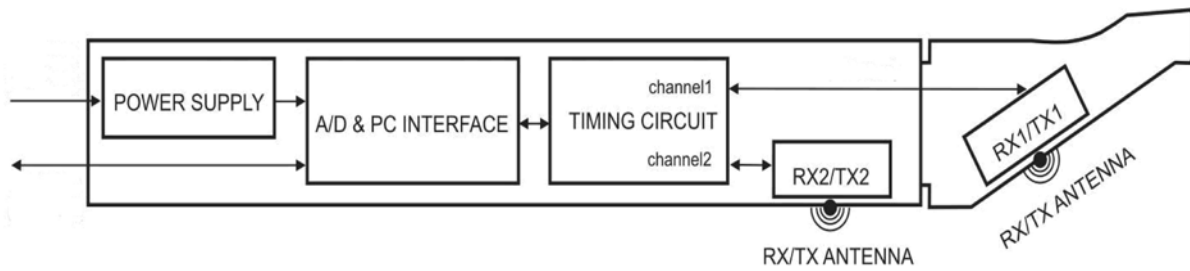 POWER SUPPLY
A/D & PC INTERFACE
TIMING CIRCUIT
channel1
channel2
RX2/TX2
RX/TX ANTENNA
RX1/TX1
RX/TX ANTENNA